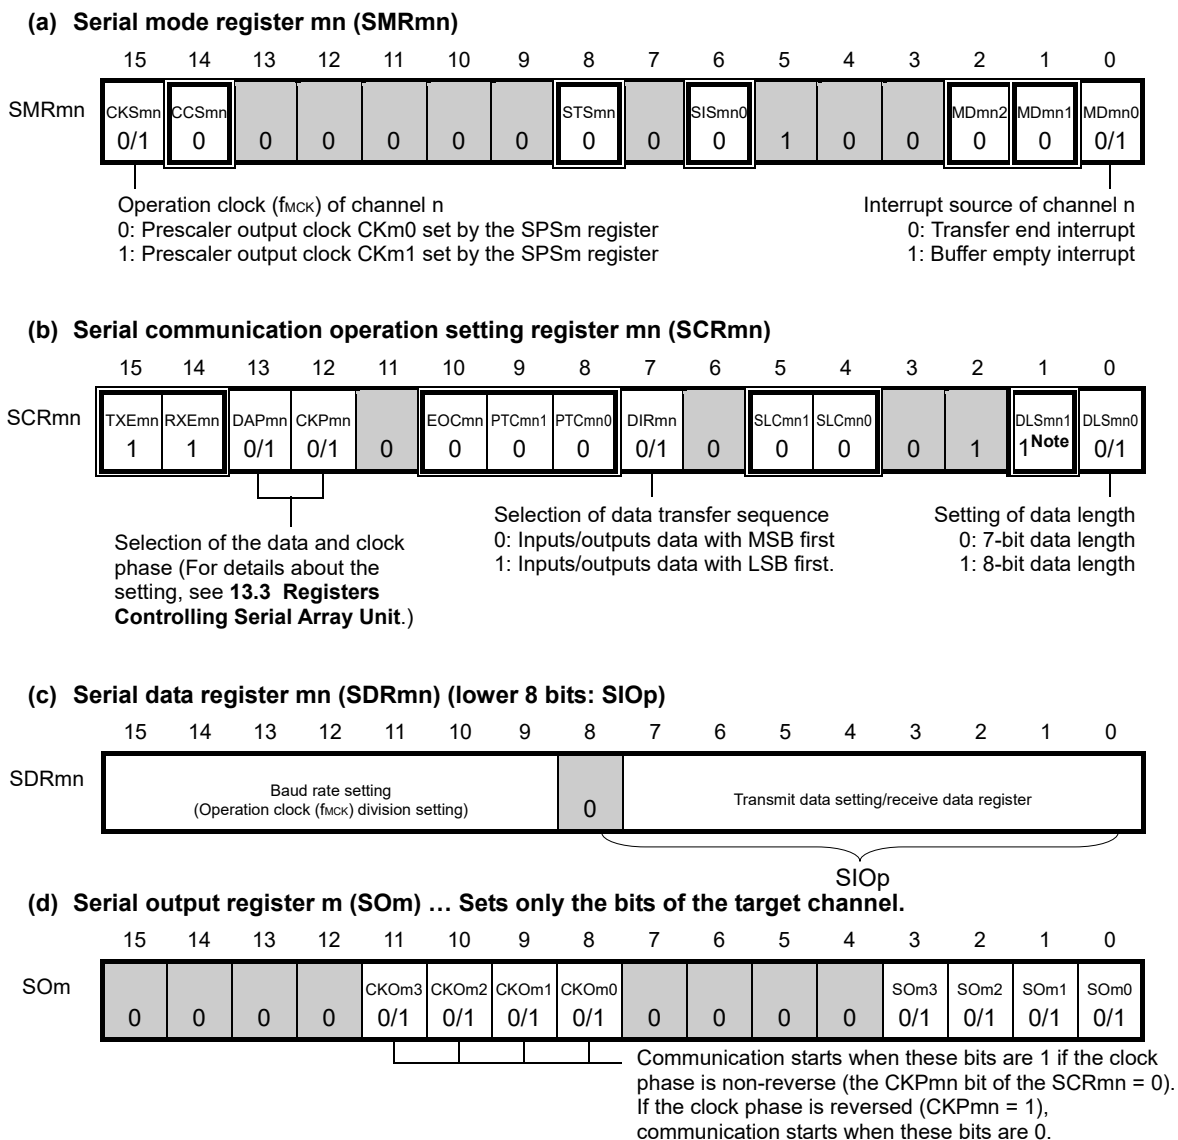 (a) Serial mode register mn (SMRmn)
15 14 13 12 11 10 9 8 7 6 5 4 3 2 1 0
SMRmn
CKSmn CCSmn STSmn SISmn0 MDmn2 MDmn1 MDmn0
0/1 0 0 0 0 0 0 0 0 0 1 0 0 0 0 0/1
Operation clock (fMCK) of channel n
0: Prescaler output clock CKm0 set by the SPSm register
1: Prescaler output clock CKm1 set by the SPSm register
Interrupt source of channel n
0: Transfer end interrupt
1: Buffer empty interrupt
(b) Serial communication operation setting register mn (SCRmn)
15 14 13 12 11 10 9 8 7 6 5 4 3 2 1 0
SCRmn
TXEmn RXEmn DAPmn CKPmn EOCmn PTCmn1 PTCmn0 DIRmn SLCmn1 SLCmn0 DLSmn1 DLSmn0
1 1 0/1 0/1 0 0 0 0 0/1 0 0 0 0 1 1Note 0/1
Selection of the data and clock
phase (For details about the
setting, see 13.3 Registers
Controlling Serial Array Unit.)
Selection of data transfer sequence
0: Inputs/outputs data with MSB first
1: Inputs/outputs data with LSB first.
Setting of data length
0: 7-bit data length
1: 8-bit data length
(c) Serial data register mn (SDRmn) (lower 8 bits: SIOp)
15 14 13 12 11 10 9 8 7 6 5 4 3 2 1 0
SDRmn
Baud rate setting
(Operation clock (fMCK) division setting)
0
Transmit data setting/receive data register
SIOp
(d) Serial output register m (SOm) … Sets only the bits of the target channel.
15 14 13 12 11 10 9 8 7 6 5 4 3 2 1 0
SOm
CKOm3 CKOm2 CKOm1 CKOm0 SOm3 SOm2 SOm1 SOm0
0 0 0 0 0/1 0/1 0/1 0/1 0 0 0 0 0/1 0/1 0/1 0/1
Communication starts when these bits are 1 if the clock
phase is non-reverse (the CKPmn bit of the SCRmn = 0).
If the clock phase is reversed (CKPmn = 1),
communication starts when these bits are 0.